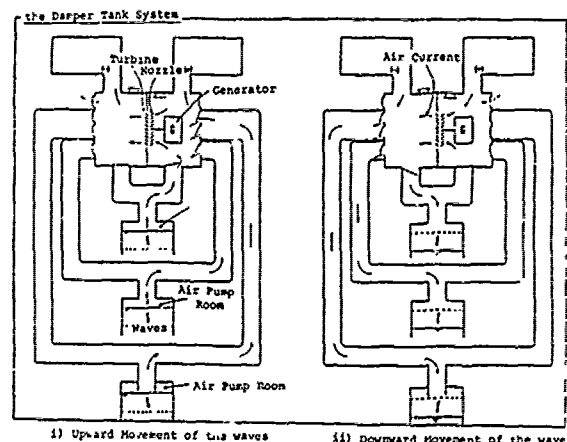 the Damper Tank System
Turbine
Nozzle
Generator
G
Air Pump
Room
Waves
Air Pump Room
i) Upward Movement of the waves
Air Current
G
ii) Downward Movement of the wave